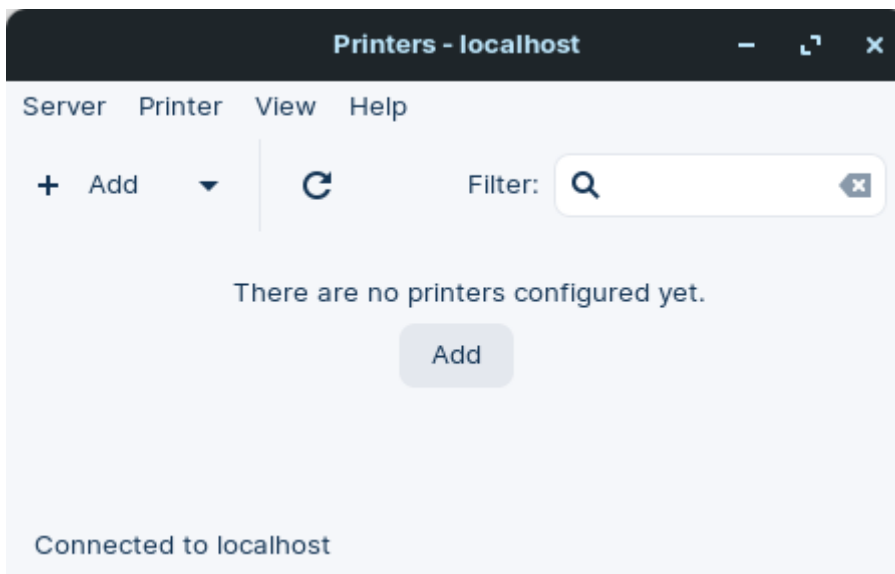 Printers - localhost
Server Printer View Help
Add Filter:
There are no printers configured yet.
Add
Connected to localhost